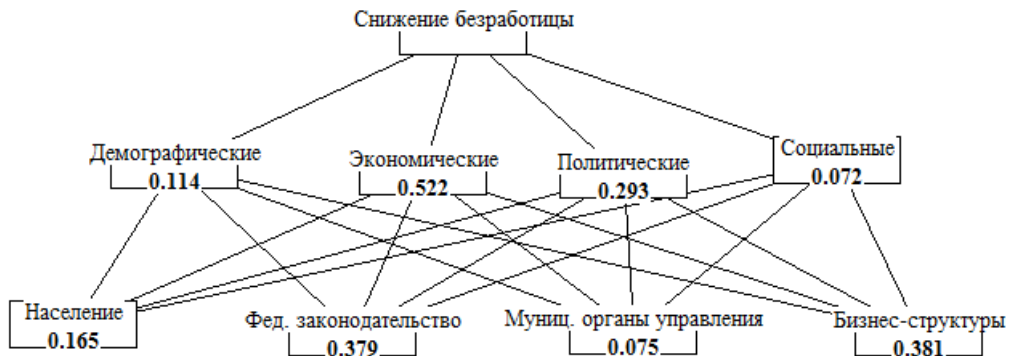 Снижение безработицы
Демографические
0.114
Экономические
0.522
Политические
0.293
Социальные
0.072
Население
0.165
Фед. законодательство
0.379
Муниц. органы управления
0.075
Бизнес-структуры
0.381